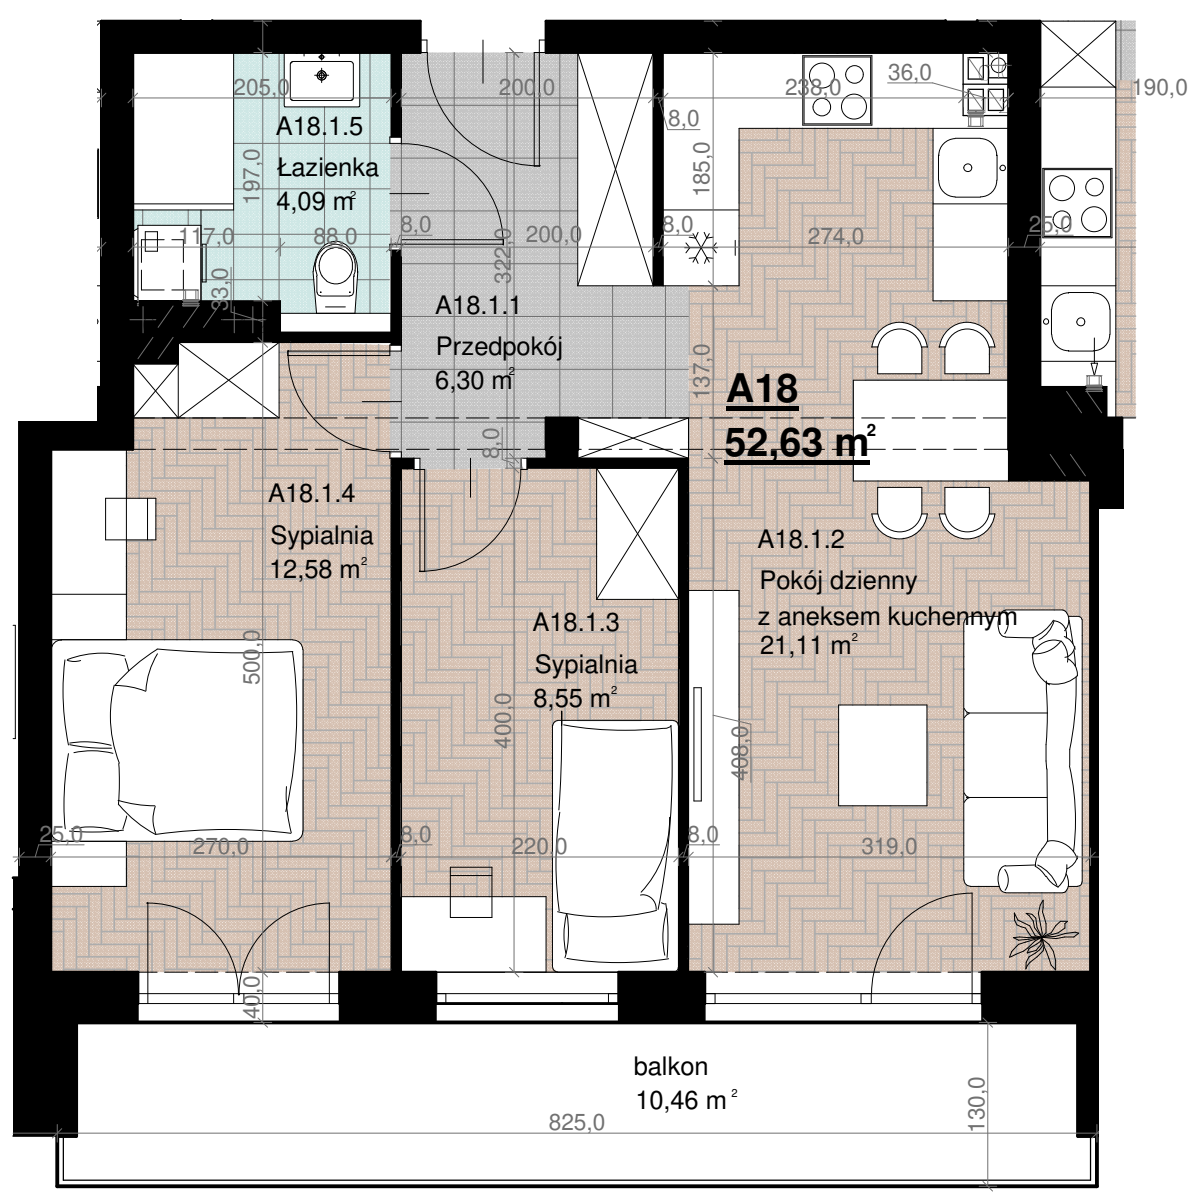 205,0
200,0
238,0
36,0
190,0
A18.1.5
Łazienka
4,09 m²
197,0
8,0
185,0
117,0
88,0
8,0
200,0
8,0
274,0
25,0
33,0
322,0
A18.1.1
Przedpokój
6,30 m²
137,0
A18
52,63 m²
8,0
A18.1.4
Sypialnia
12,58 m²
A18.1.2
Pokój dzienny
z aneksem kuchennym
21,11 m²
A18.1.3
Sypialnia
8,55 m²
500,0
400,0
408,0
25,0
270,0
8,0
220,0
8,0
319,0
40,0
balkon
10,46 m²
825,0
130,0